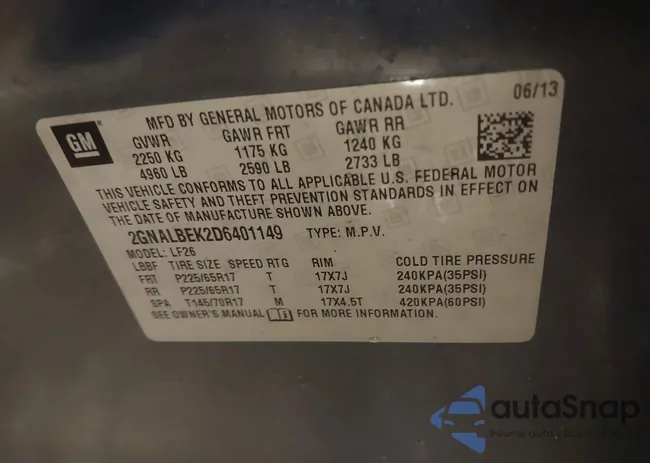 GM
MFD BY GENERAL MOTORS OF CANADA LTD.
06/13
GVWR GAWR FRT GAWR RR
2250 KG 1175 KG 1240 KG
4960 LB 2590 LB 2733 LB
THIS VEHICLE CONFORMS TO ALL APPLICABLE U.S. FEDERAL MOTOR
VEHICLE SAFETY AND THEFT PREVENTION STANDARDS IN EFFECT ON
THE DATE OF MANUFACTURE SHOWN ABOVE.
2GNALBEK2D6401149 TYPE: M.P.V.
MODEL: LF26
LBBF TIRE SIZE SPEED RTG RIM COLD TIRE PRESSURE
FRT P225/65R17 T 17X7J 240KPA(35PSI)
RR P225/65R17 T 17X7J 240KPA(35PSI)
SPA T145/70R17 M 17X4.5T 420KPA(60PSI)
SEE OWNER'S MANUAL FOR MORE INFORMATION.
autaSnap
Pewne auto